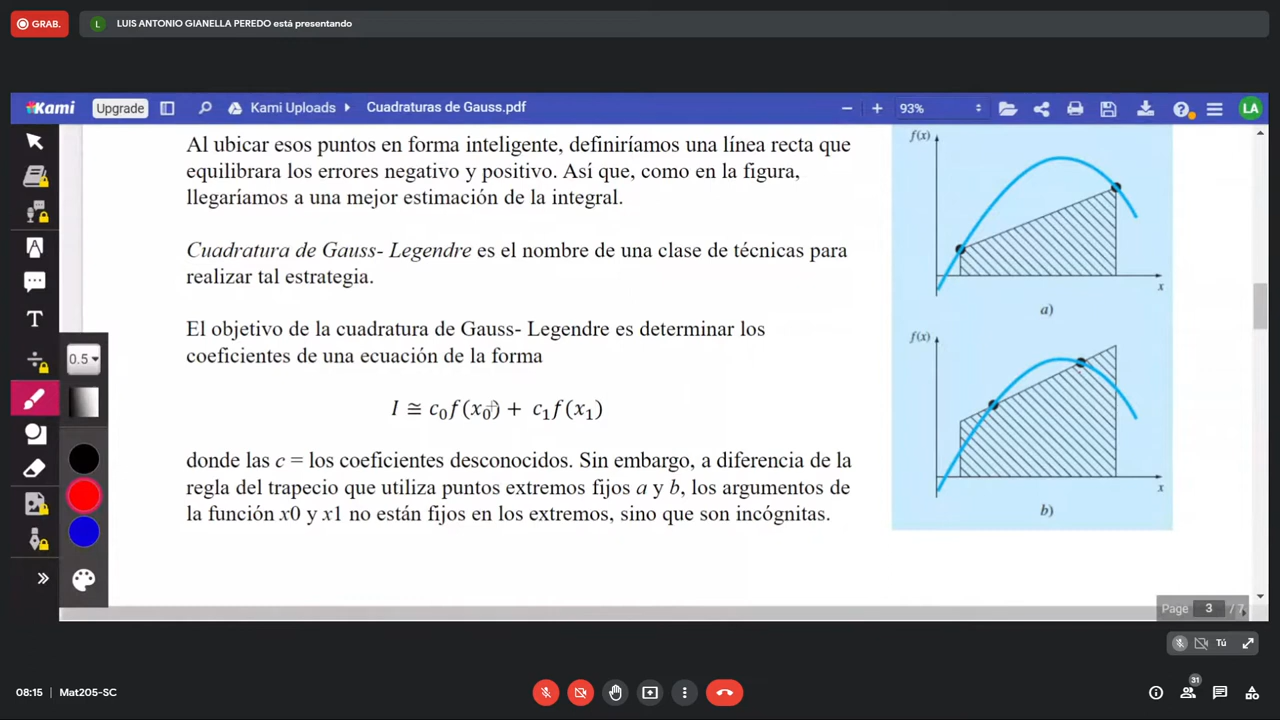 GRAB.
L
LUIS ANTONIO GIANELLA PEREDO está presentando
Kami
Upgrade
Kami Uploads
Cuadraturas de Gauss.pdf
93%
LA
Al ubicar esos puntos en forma inteligente, definiríamos una línea recta que
equilibrara los errores negativo y positivo. Así que, como en la figura,
llegaríamos a una mejor estimación de la integral.
Cuadratura de Gauss- Legendre es el nombre de una clase de técnicas para
realizar tal estrategia.
El objetivo de la cuadratura de Gauss- Legendre es determinar los
coeficientes de una ecuación de la forma
I ≅ c₀f(x₀) + c₁f(x₁)
donde las c = los coeficientes desconocidos. Sin embargo, a diferencia de la
regla del trapecio que utiliza puntos extremos fijos a y b, los argumentos de
la función x0 y x1 no están fijos en los extremos, sino que son incógnitas.
f(x)
x
a)
f(x)
x
b)
0.5
Page 3 / 7
Tú
08:15 | Mat205-SC
31